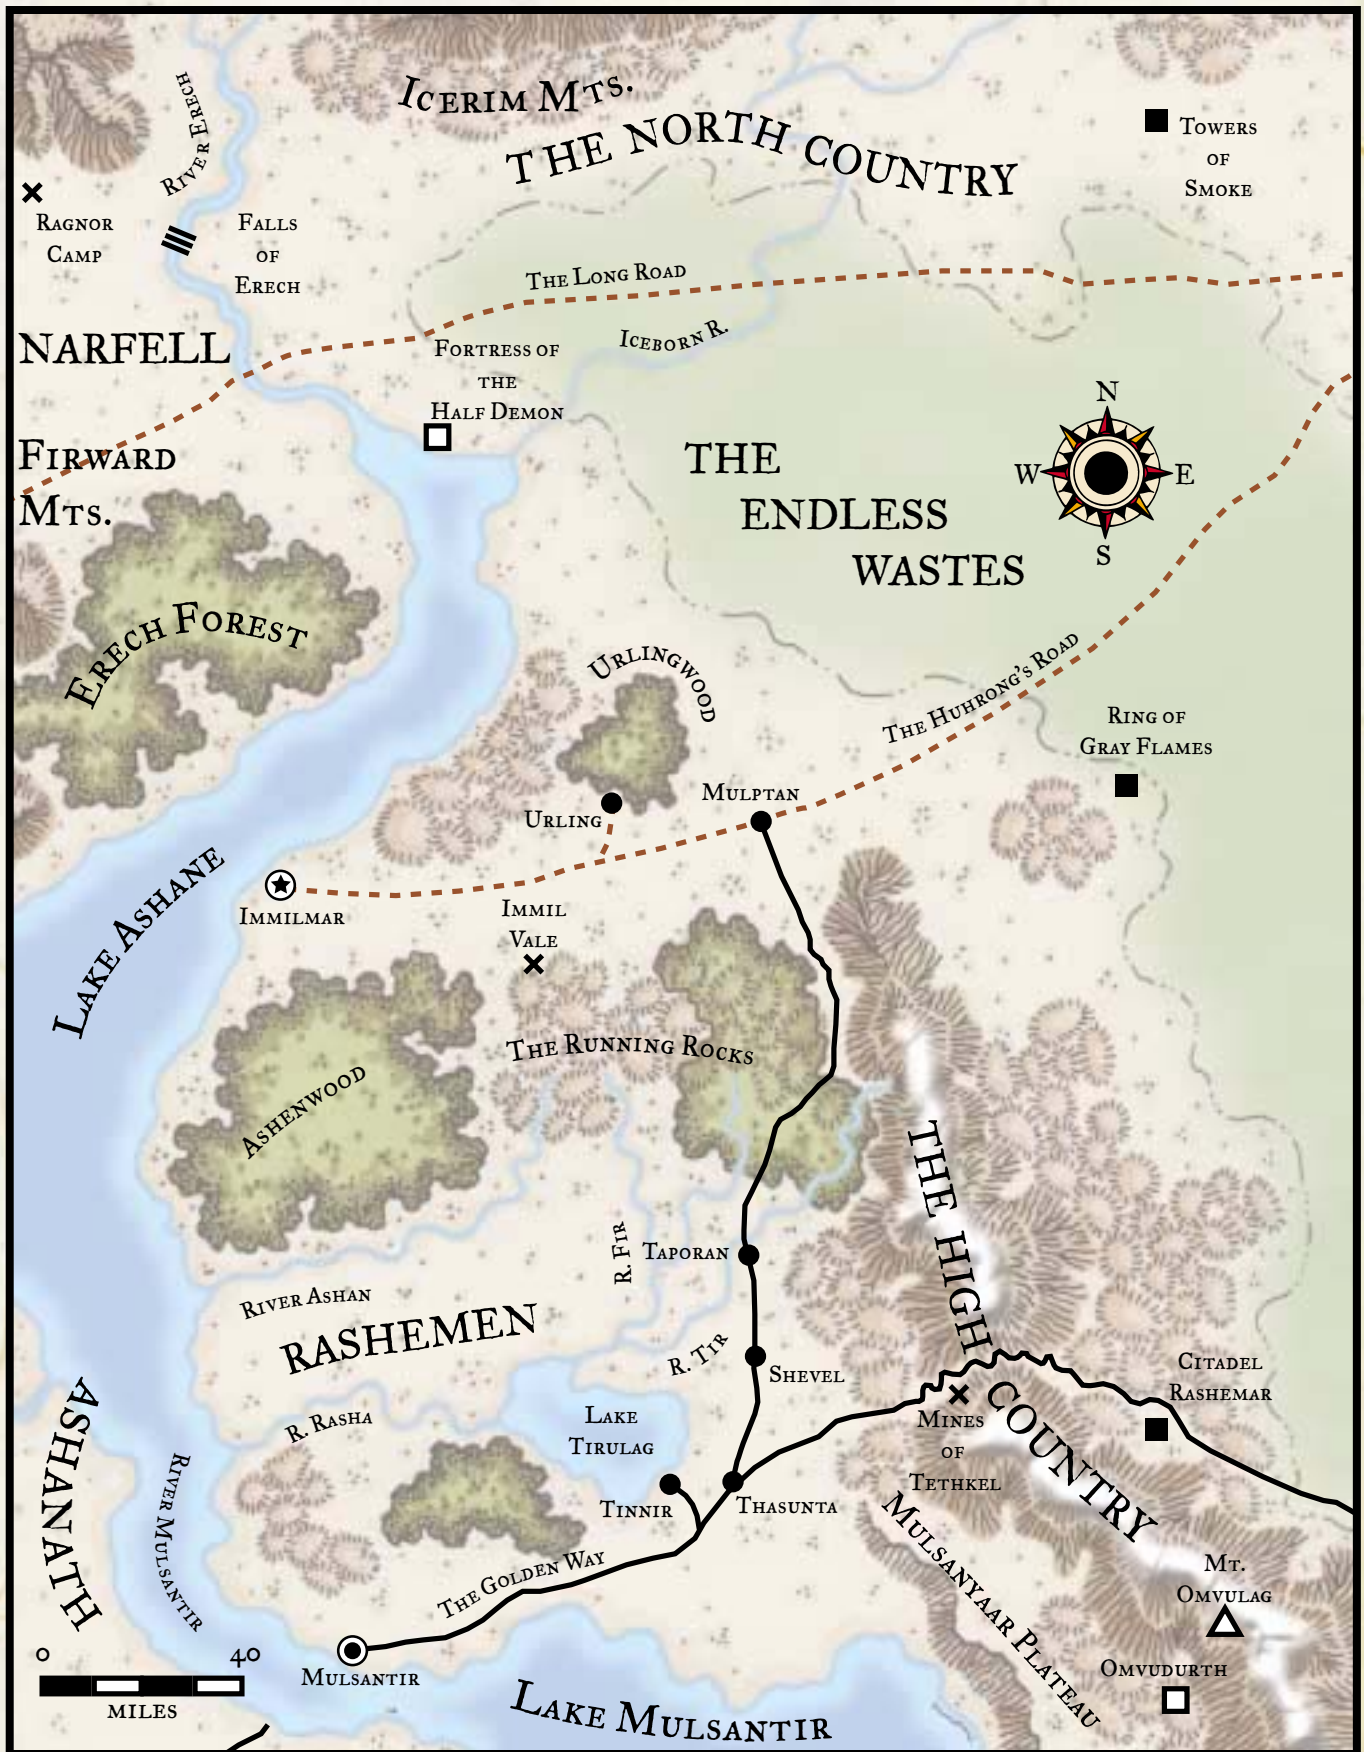 Icerim Mts.
THE NORTH COUNTRY
Towers
of
Smoke
River Erech
Ragnor
Camp
Falls
of
Erech
The Long Road
NARFELL
Iceborn R.
Fortress of
the
Half Demon
Firward
Mts.
THE
ENDLESS
WASTES
N
W
E
S
Erech Forest
Urlingwood
The Huhrong's Road
Ring of
Gray Flames
Mulptan
Urling
Lake Ashane
Immilmar
Immil
Vale
The Running Rocks
Ashenwood
THE HIGH
COUNTRY
R. Fir
Taporan
River Ashan
RASHEMEN
R. Tir
Shevel
Citadel
Rashemar
ASHANATH
R. Rasha
Lake
Tirulag
Mines
of
Tethkel
River Mulsantir
Tinnir
Thasunta
Mulsanyaar Plateau
The Golden Way
Mt.
Omvulag
0 40
MILES
Mulsantir
Omvudurth
Lake Mulsantir